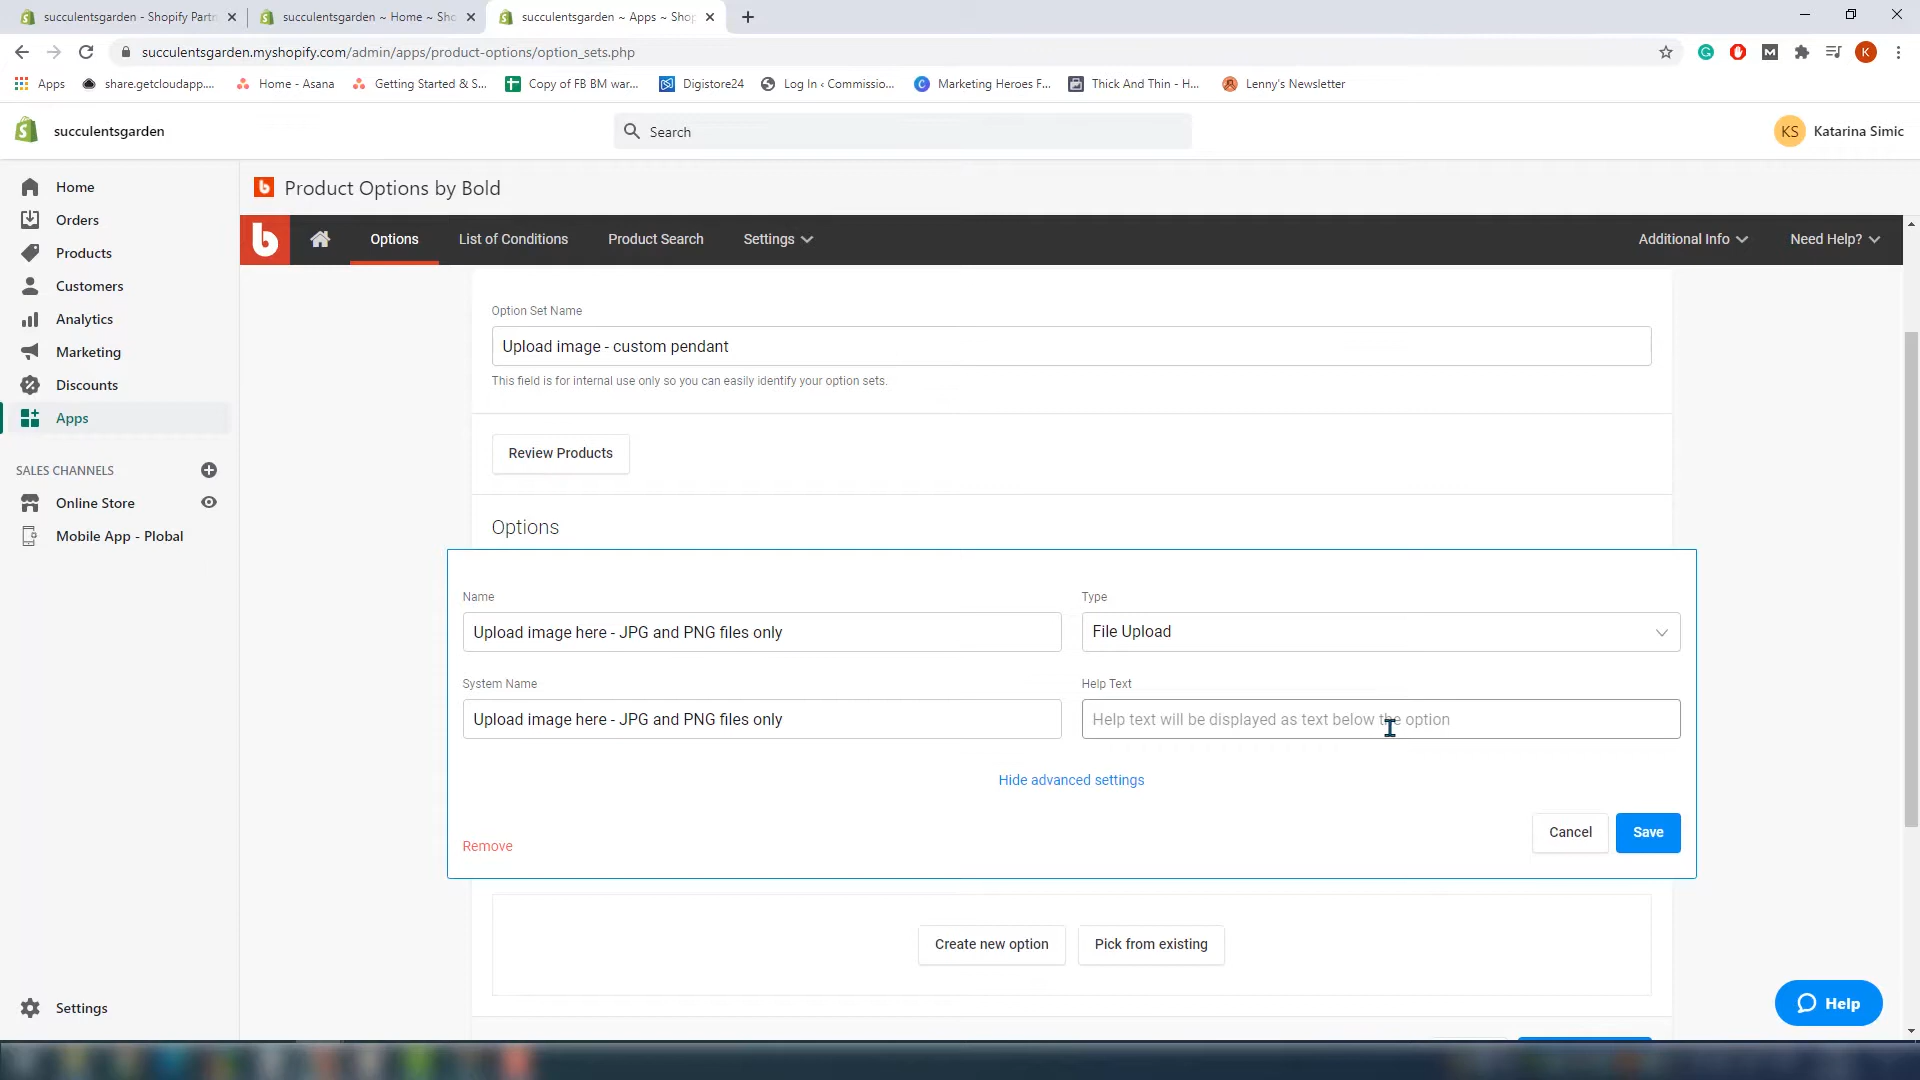 succulentsgarden - Shopify Partn
succulentsgarden ~ Home ~ Sho
succulentsgarden ~ Apps ~ Shop
succulentsgarden.myshopify.com/admin/apps/product-options/option_sets.php
K
Apps
share.getcloudapp....
Home - Asana
Getting Started & S...
Copy of FB BM war...
Digistore24
Log In ‹ Commissio...
Marketing Heroes F...
Thick And Thin - H...
Lenny's Newsletter
succulentsgarden
Search
KS
Katarina Simic
Home
Orders
Products
Customers
Analytics
Marketing
Discounts
Apps
SALES CHANNELS
Online Store
Mobile App - Plobal
Settings
Product Options by Bold
Options
List of Conditions
Product Search
Settings
Additional Info
Need Help?
Option Set Name
Upload image - custom pendant
This field is for internal use only so you can easily identify your option sets.
Review Products
Options
Name
Type
Upload image here - JPG and PNG files only
File Upload
System Name
Help Text
Upload image here - JPG and PNG files only
Help text will be displayed as text below the option
Hide advanced settings
Remove
Cancel
Save
Create new option
Pick from existing
Help